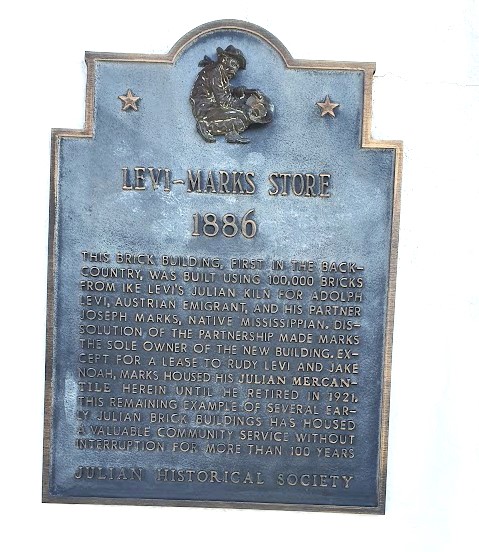 LEVI-MARKS STORE
1886
THIS BRICK BUILDING, FIRST IN THE BACK-
COUNTRY, WAS BUILT USING 100,000 BRICKS
FROM IKE LEVI'S JULIAN KILN FOR ADOLPH
LEVI, AUSTRIAN EMIGRANT, AND HIS PARTNER
JOSEPH MARKS, NATIVE MISSISSIPPIAN. DIS-
SOLUTION, OF THE PARTNERSHIP MADE MARKS
THE SOLE OWNER OF THE NEW BUILDING. EX-
CEPT FOR A LEASE TO RUDY LEVI AND JAKE
NOAH, MARKS HOUSED HIS JULIAN MERCAN-
TILE HEREIN UNTIL HE RETIRED IN 1921.
THIS REMAINING EXAMPLE OF SEVERAL EAR-
LY JULIAN BRICK BUILDINGS HAS HOUSED
A VALUABLE COMMUNITY SERVICE WITHOUT
INTERRUPTION FOR MORE THAN 100 YEARS
JULIAN HISTORICAL SOCIETY